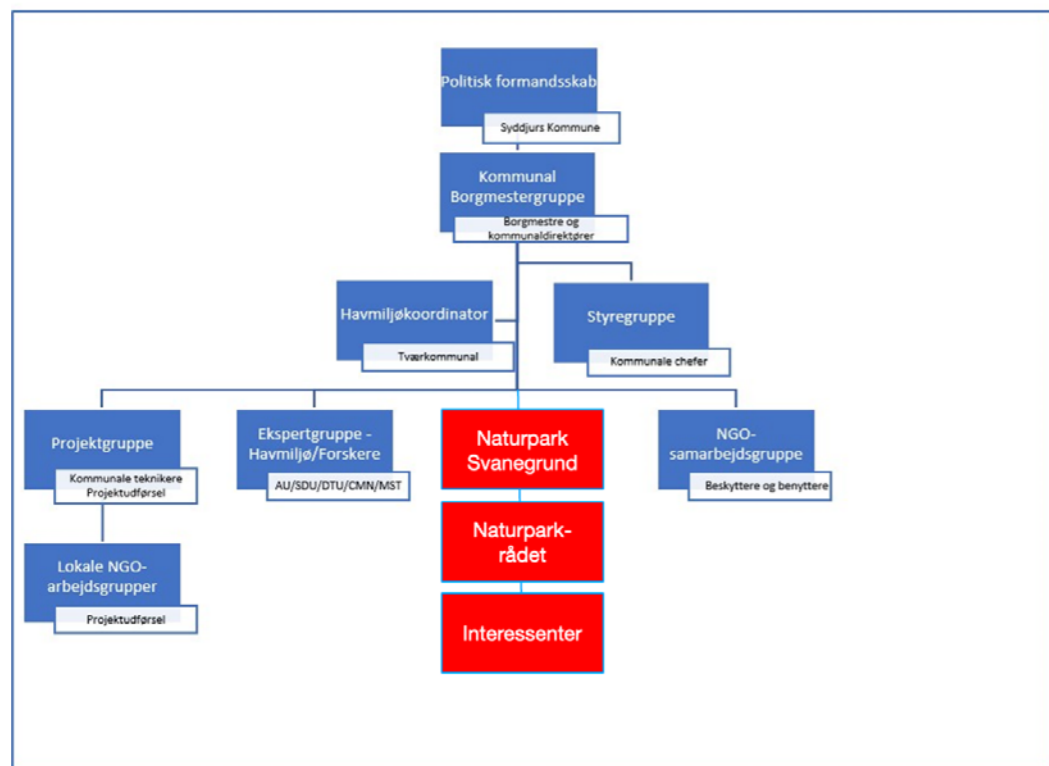 Politisk formandsskab
Syddjurs Kommune
Kommunal
Borgmestergruppe
Borgmestre og
kommunaldirektører
Havmiljøkoordinator
Tværkommunal
Styregruppe
Kommunale chefer
Projektgruppe
Kommunale teknikere
Projektudførsel
Ekspertgruppe -
Havmiljø/Forskere
AU/SDU/DTU/CMN/MST
Naturpark
Svanegrund
NGO-
samarbejdsgruppe
Beskyttere og benyttere
Lokale NGO-
arbejdsgrupper
Projektudførsel
Naturpark-
rådet
Interessenter